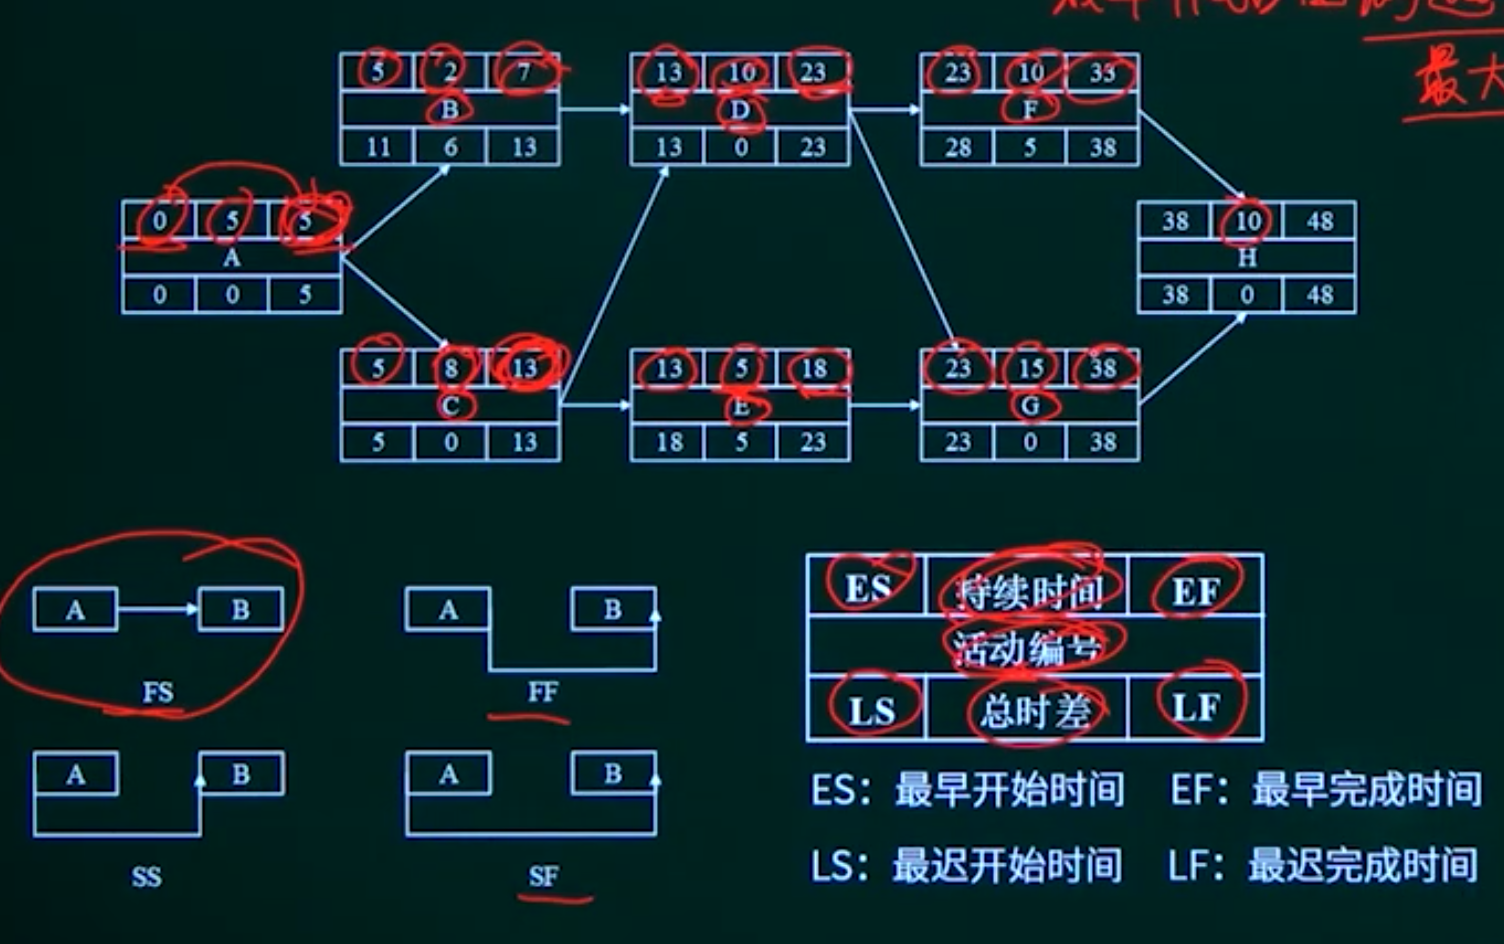 最大
5 2 7
B
11 6 13
13 10 23
D
13 0 23
23 10 33
F
28 5 38
0 5 5
A
0 0 5
38 10 48
H
38 0 48
5 8 13
C
5 0 13
13 5 18
E
18 5 23
23 15 38
G
23 0 38
A B
FS
A B
FF
A B
SS
A B
SF
ES 持续时间 EF
活动编号
LS 总时差 LF
ES：最早开始时间 EF：最早完成时间
LS：最迟开始时间 LF：最迟完成时间